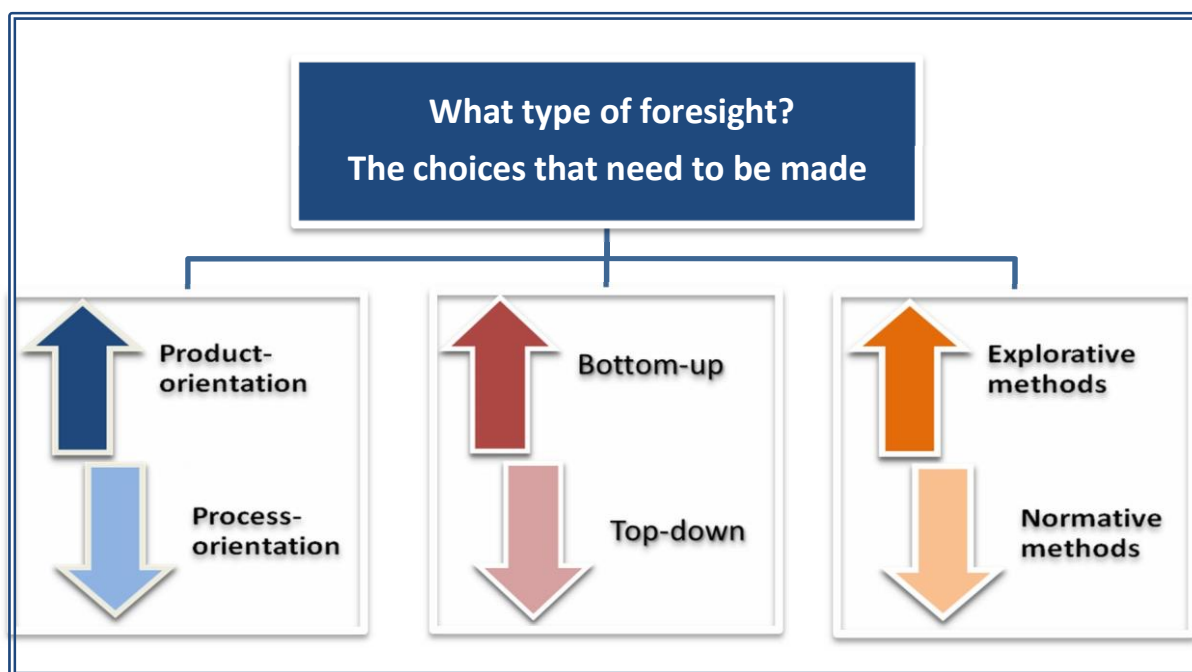 What type of foresight?
The choices that need to be made
Product-
orientation
Process-
orientation
Bottom-up
Top-down
Explorative
methods
Normative
methods